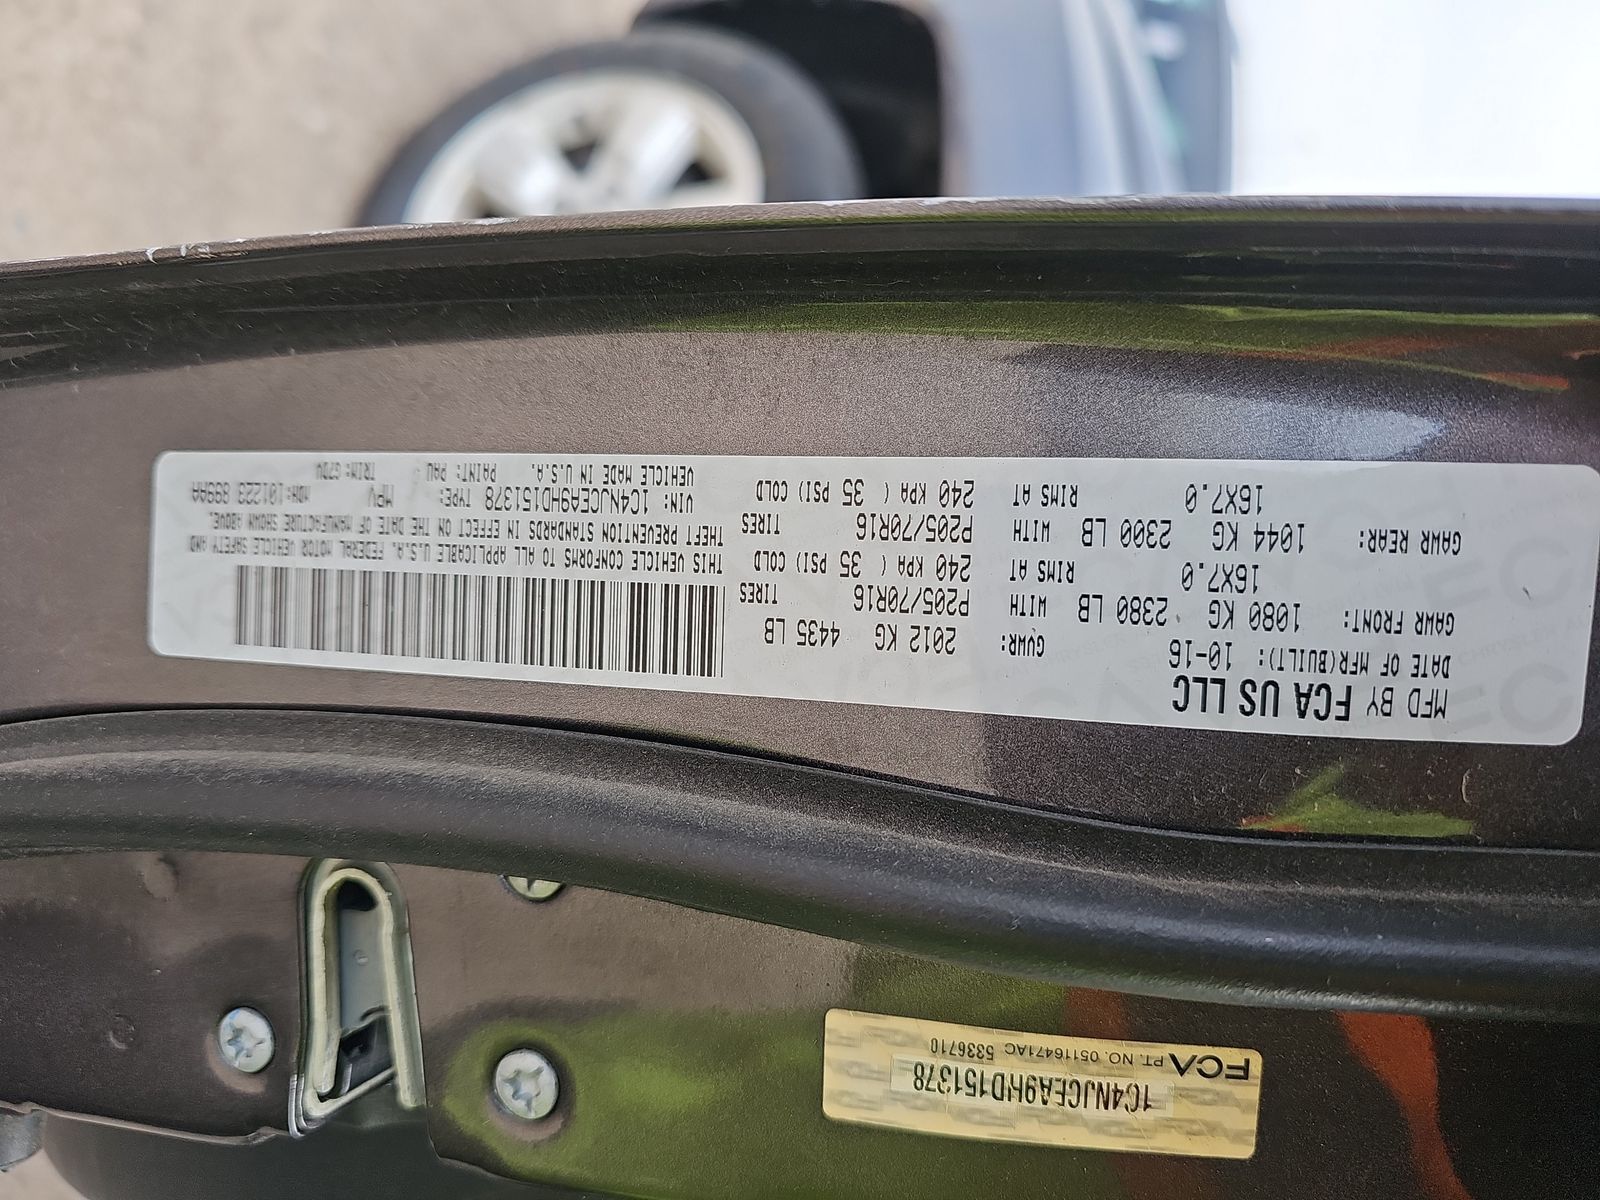 MFD BY FCA US LLC
DATE OF MFR(BUILT): 10-16 GVWR: 2012 KG 4435 LB
GAWR FRONT: 1080 KG 2380 LB WITH P205/70R16 TIRES
16X7.0 RIMS AT 240 KPA ( 35 PSI) COLD
GAWR REAR: 1044 KG 2300 LB WITH P205/70R16 TIRES
16X7.0 RIMS AT 240 KPA ( 35 PSI) COLD
THIS VEHICLE CONFORMS TO ALL APPLICABLE U.S.A. FEDERAL MOTOR VEHICLE SAFETY AND
THEFT PREVENTION STANDARDS IN EFFECT ON THE DATE OF MANUFACTURE SHOWN ABOVE.
VIN: 1C4NJCEA9HD151378 TYPE: MPV MDH: 101223 899AA
VEHICLE MADE IN U.S.A. PAINT: PAU TRIM: G7DV
FCA PT. NO. 05116471AC 5336710
1C4NJCEA9HD151378